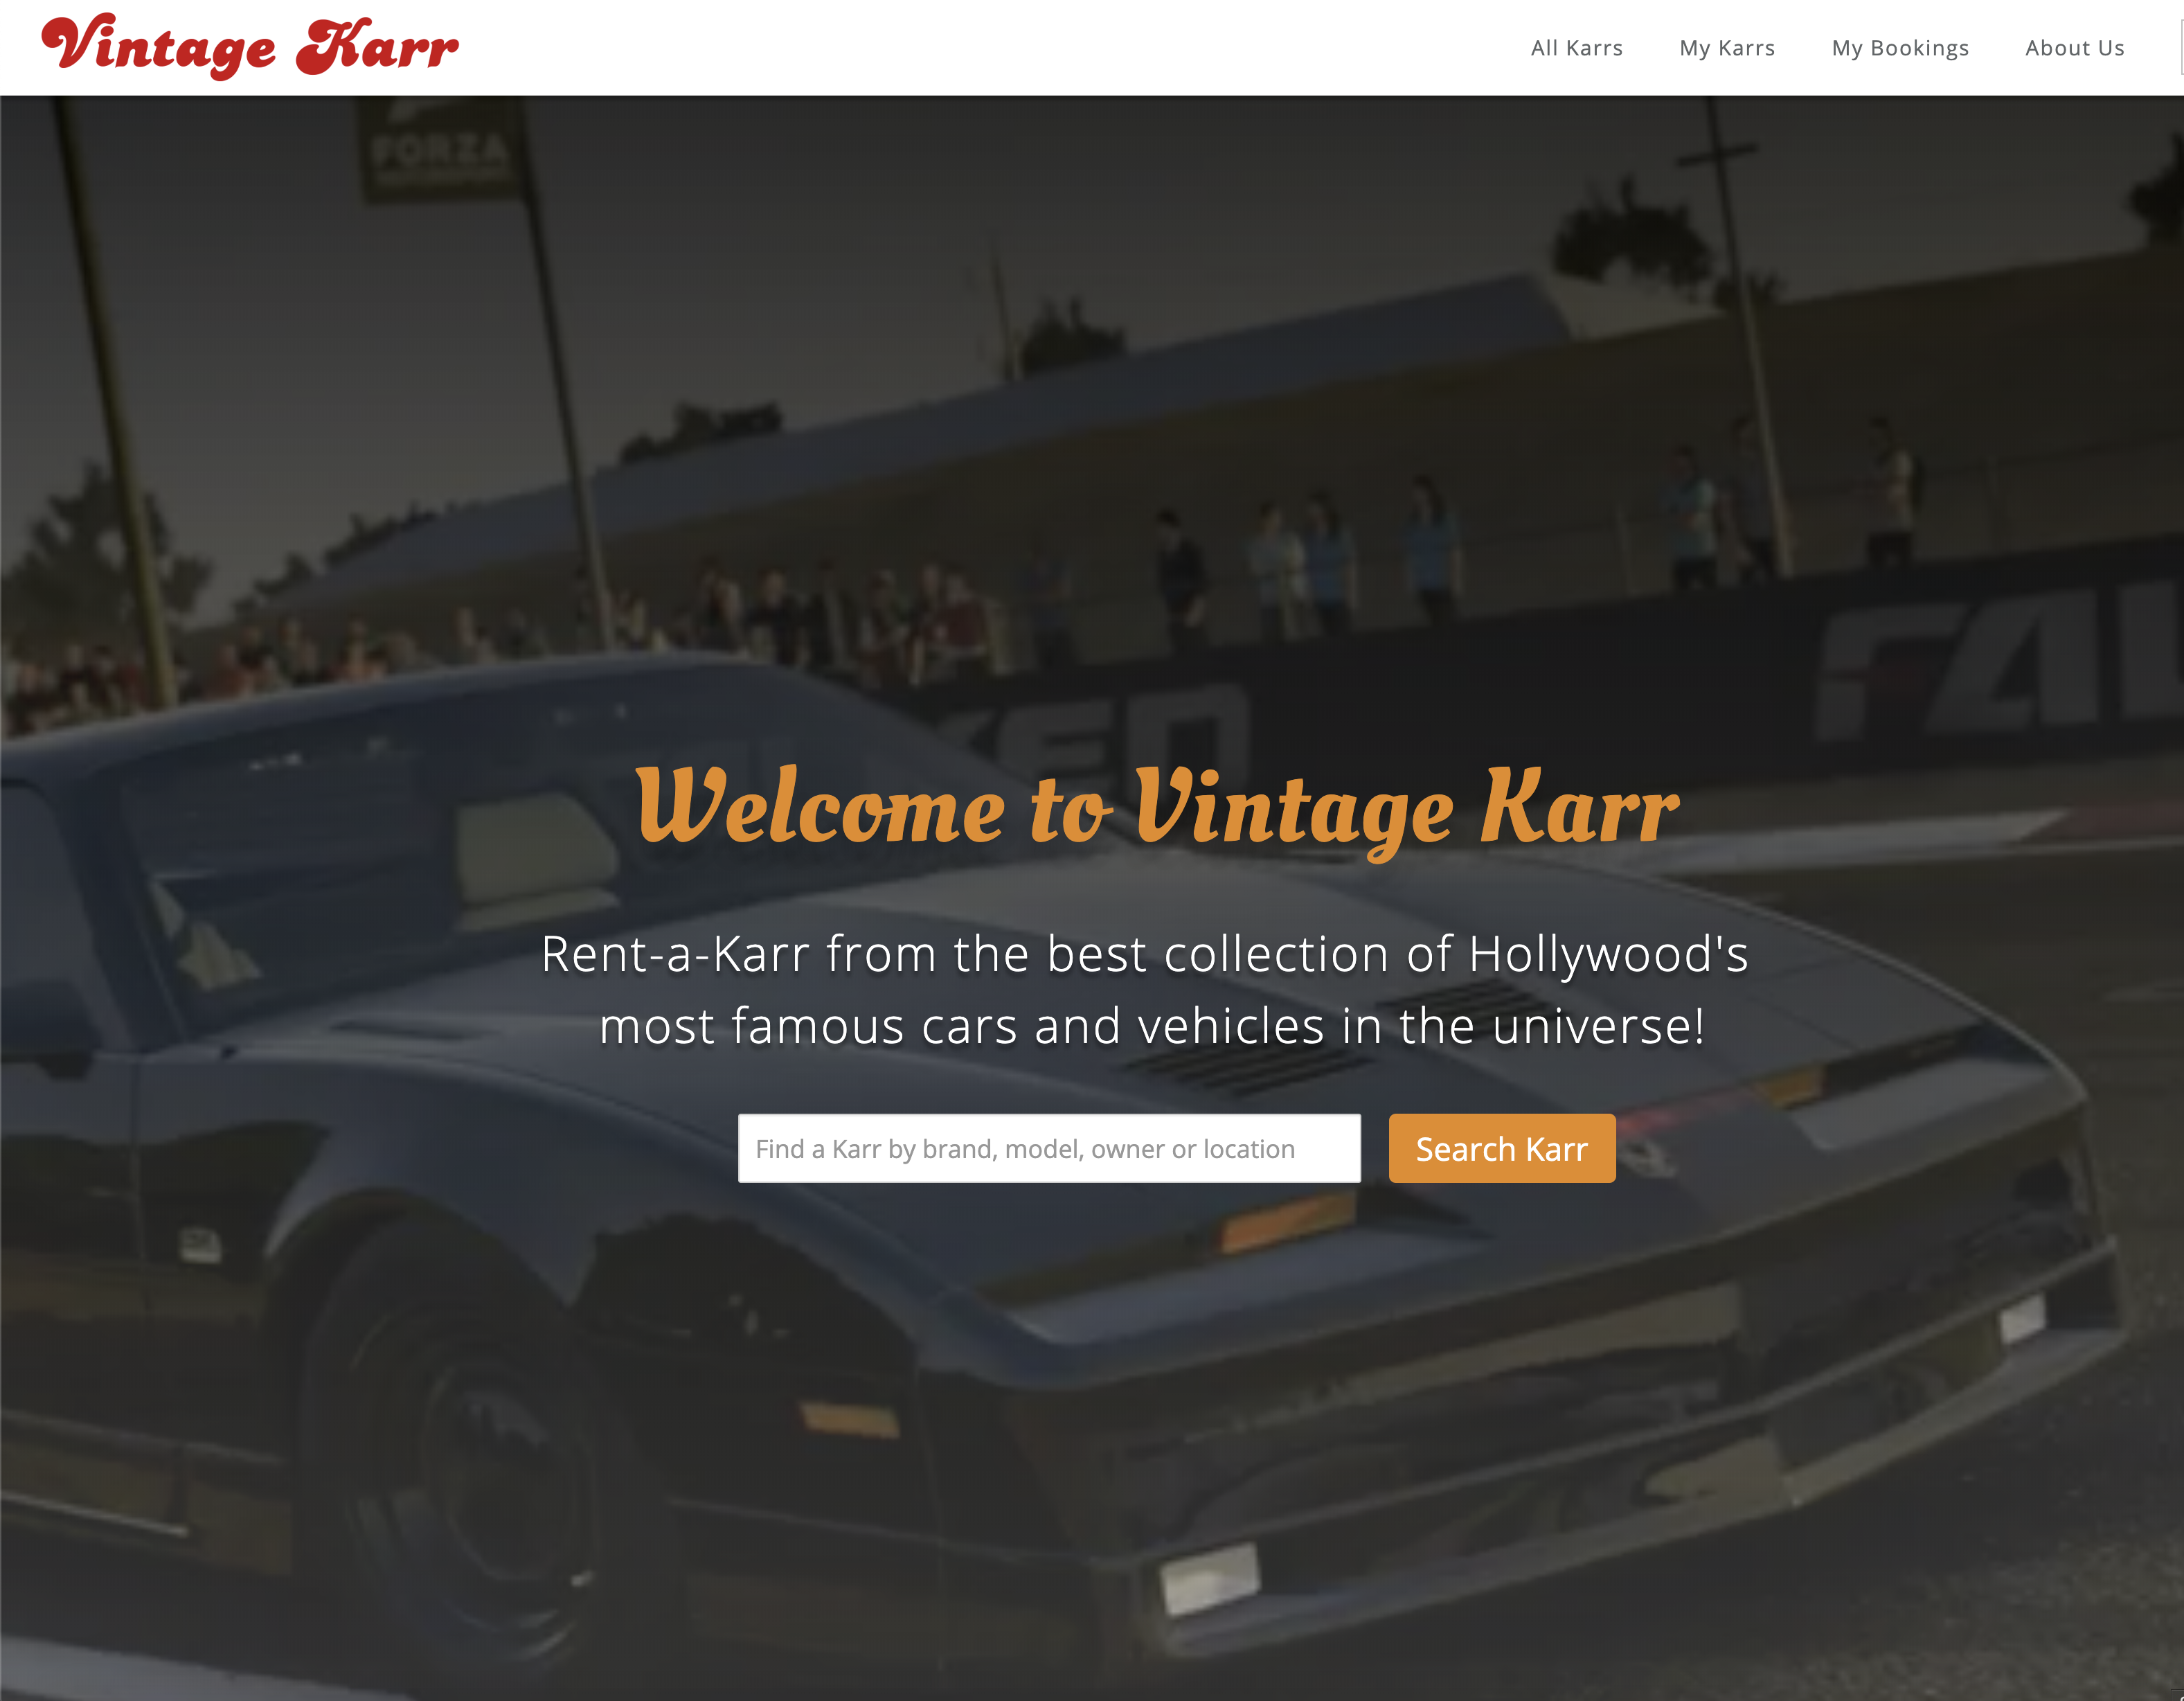 Vintage Karr
All Karrs
My Karrs
My Bookings
About Us
FORZA
MOTORSPORT
Welcome to Vintage Karr
Rent-a-Karr from the best collection of Hollywood's
most famous cars and vehicles in the universe!
Find a Karr by brand, model, owner or location
Search Karr